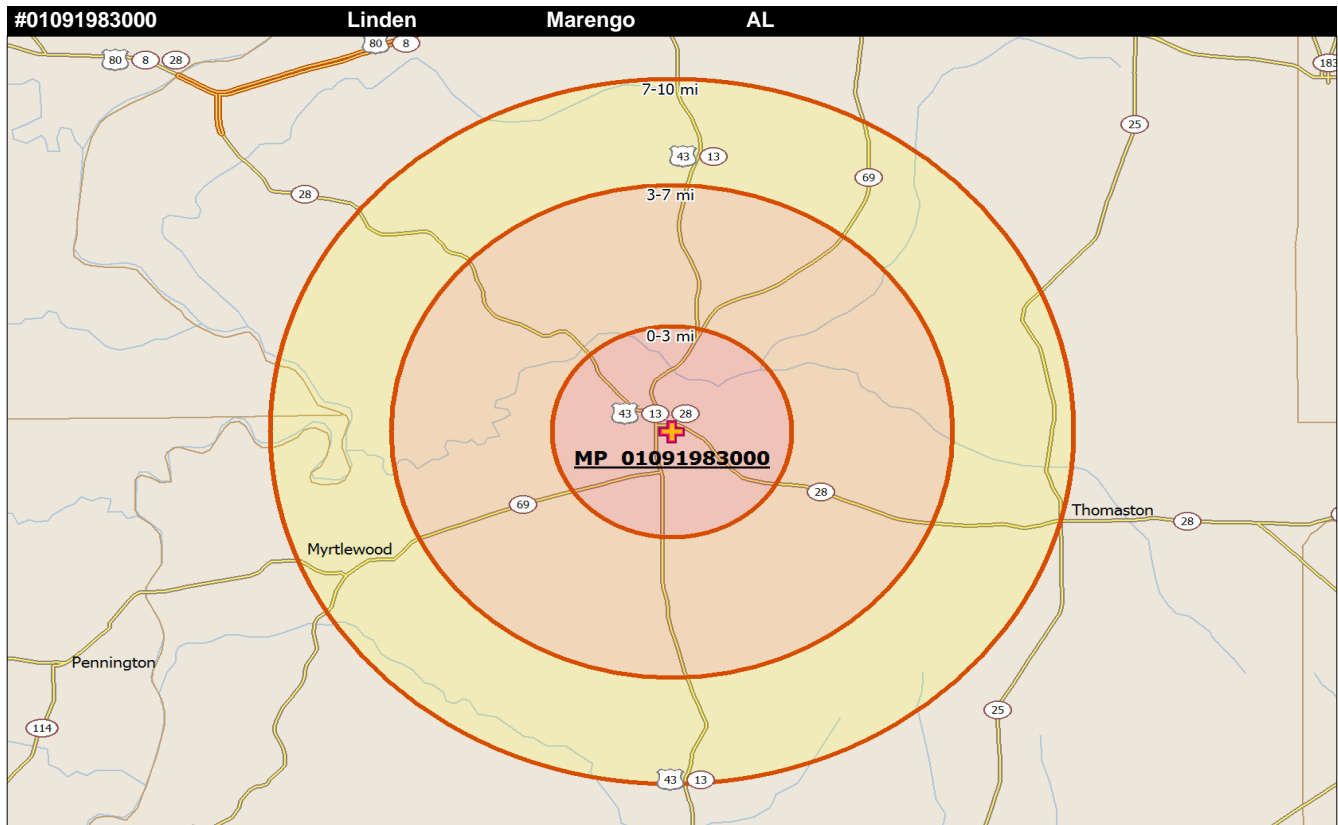 #01091983000 Linden Marengo AL
80 8
80 8 28
183
7-10 mi
25
43 13
69
28
3-7 mi
0-3 mi
43 13 28
MP 01091983000
28
69
Thomaston
28
Myrtlewood
Pennington
25
114
43 13